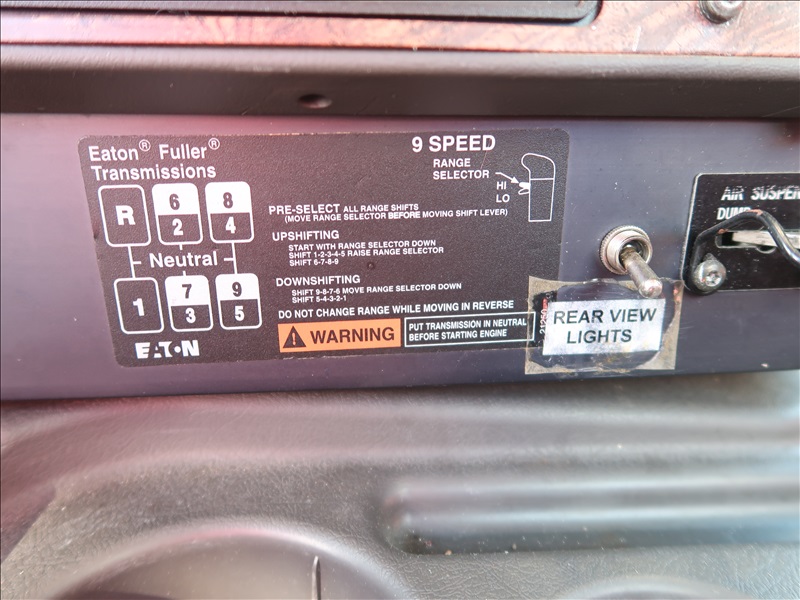 Eaton® Fuller®
Transmissions
R 6 8
2 4
Neutral
1 7 9
3 5
EATON
9 SPEED
RANGE
SELECTOR
HI
LO
PRE-SELECT ALL RANGE SHIFTS
(MOVE RANGE SELECTOR BEFORE MOVING SHIFT LEVER)
UPSHIFTING
START WITH RANGE SELECTOR DOWN
SHIFT 1-2-3-4-5 RAISE RANGE SELECTOR
SHIFT 6-7-8-9
DOWNSHIFTING
SHIFT 9-8-7-6 MOVE RANGE SELECTOR DOWN
SHIFT 5-4-3-2-1
DO NOT CHANGE RANGE WHILE MOVING IN REVERSE
WARNING
PUT TRANSMISSION IN NEUTRAL
BEFORE STARTING ENGINE
REAR VIEW
LIGHTS
AIR SUSPEN
DUMP